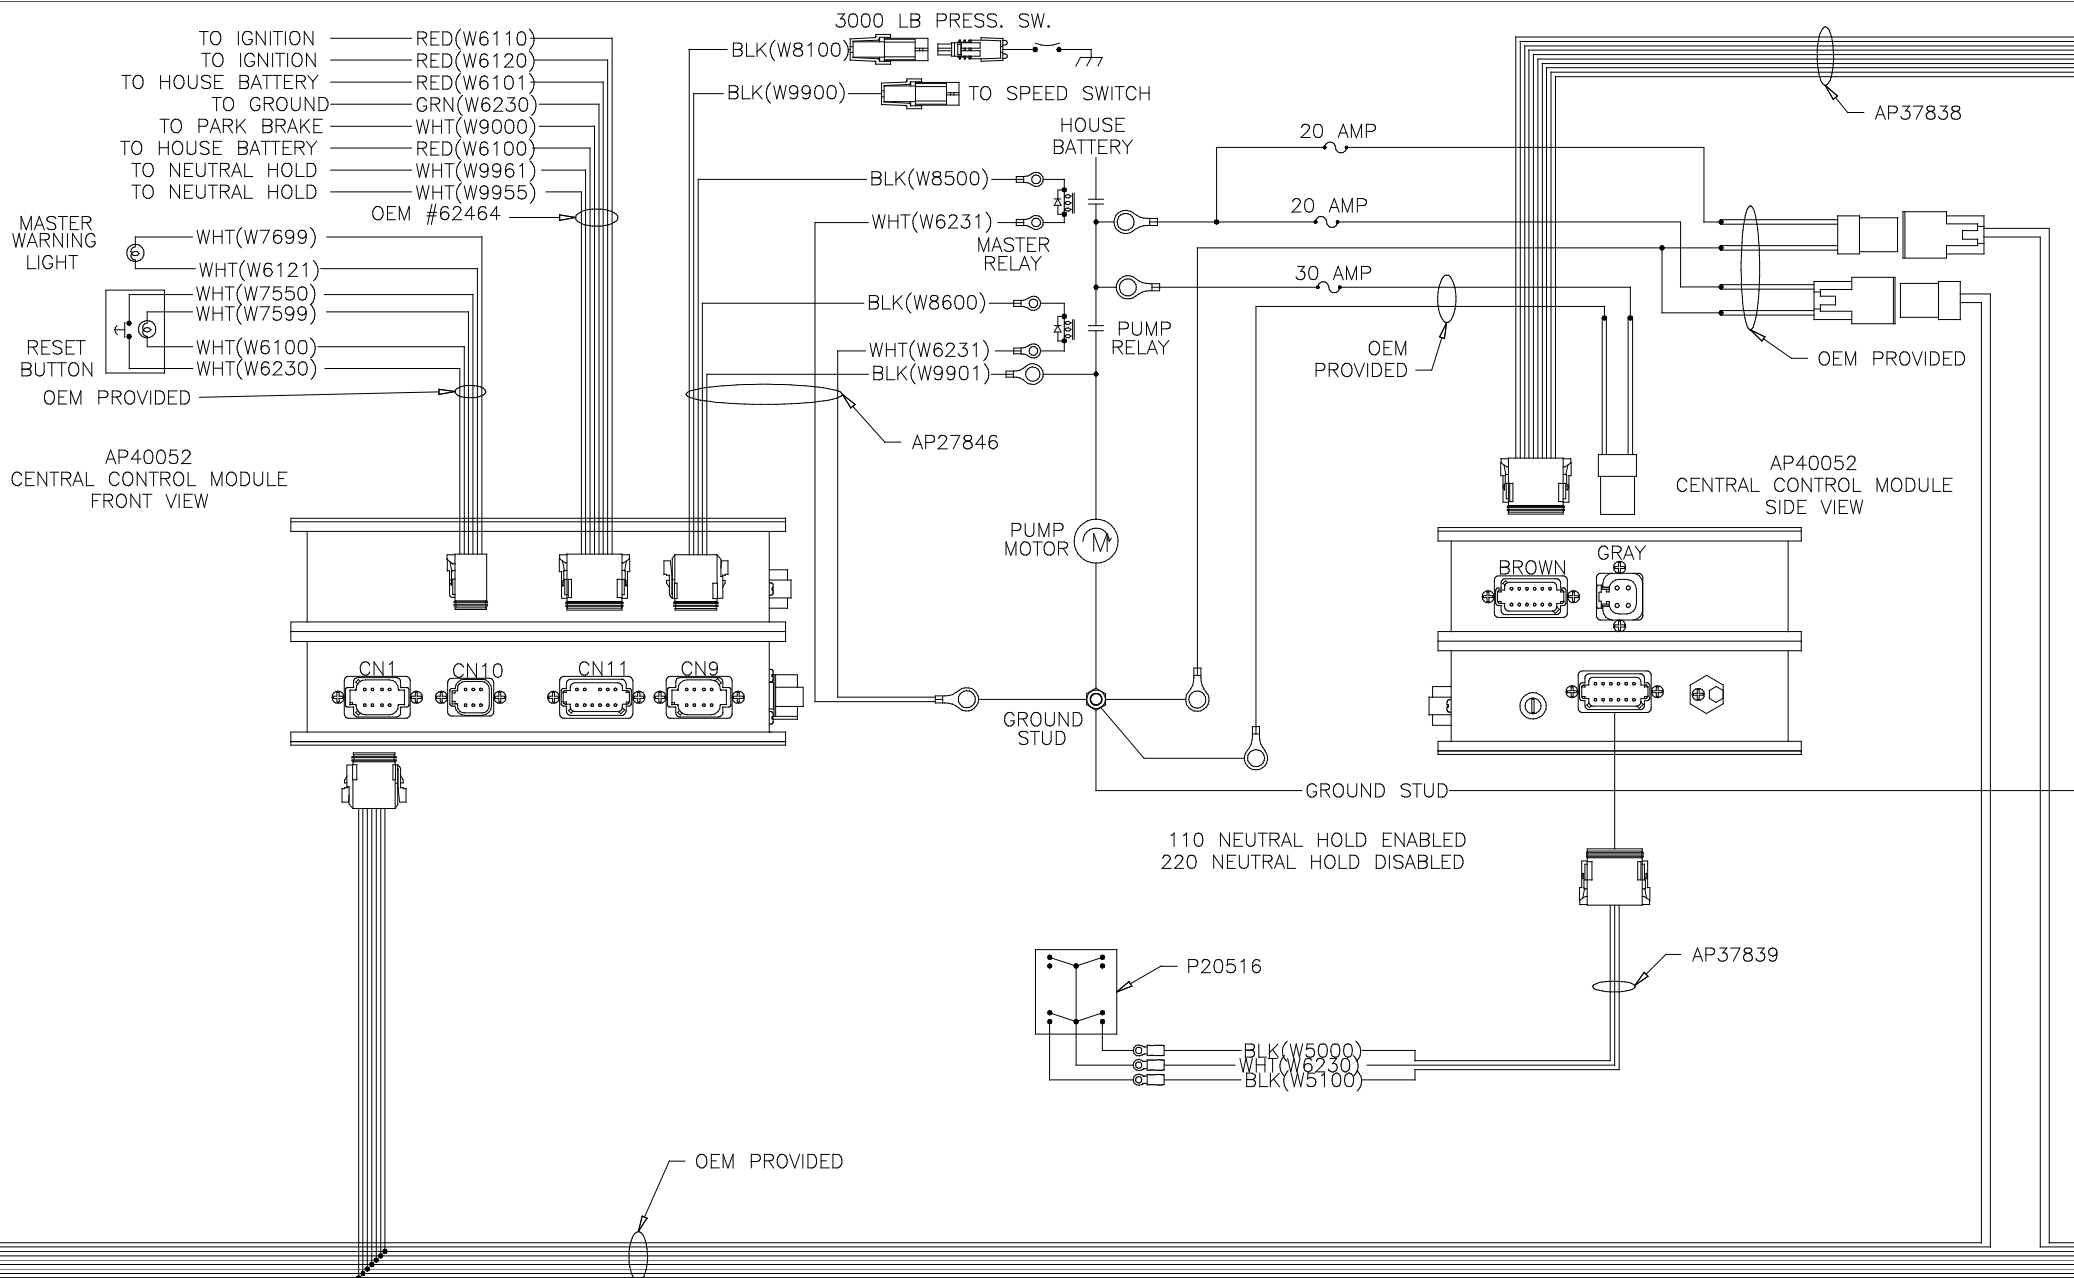 3000 LB PRESS. SW.
TO IGNITION RED(W6110)
TO IGNITION RED(W6120)
TO HOUSE BATTERY RED(W6101)
TO GROUND GRN(W6230)
TO PARK BRAKE WHT(W9000)
TO HOUSE BATTERY RED(W6100)
TO NEUTRAL HOLD WHT(W9961)
TO NEUTRAL HOLD WHT(W9955)
OEM #62464
BLK(W8100)
BLK(W9900) TO SPEED SWITCH
MASTER
WARNING
LIGHT
WHT(W7699)
WHT(W6121)
WHT(W7550)
WHT(W7599)
WHT(W6100)
WHT(W6230)
RESET
BUTTON
OEM PROVIDED
HOUSE
BATTERY
BLK(W8500)
WHT(W6231)
MASTER
RELAY
BLK(W8600)
PUMP
RELAY
WHT(W6231)
BLK(W9901)
AP27846
20 AMP
20 AMP
30 AMP
OEM
PROVIDED
AP37838
OEM PROVIDED
AP40052
CENTRAL CONTROL MODULE
FRONT VIEW
AP40052
CENTRAL CONTROL MODULE
SIDE VIEW
PUMP
MOTOR
M
BROWN
GRAY
CN1
CN10
CN11
CN9
GROUND
STUD
GROUND STUD
110 NEUTRAL HOLD ENABLED
220 NEUTRAL HOLD DISABLED
P20516
AP37839
BLK(W5000)
WHT(W6230)
BLK(W5100)
OEM PROVIDED